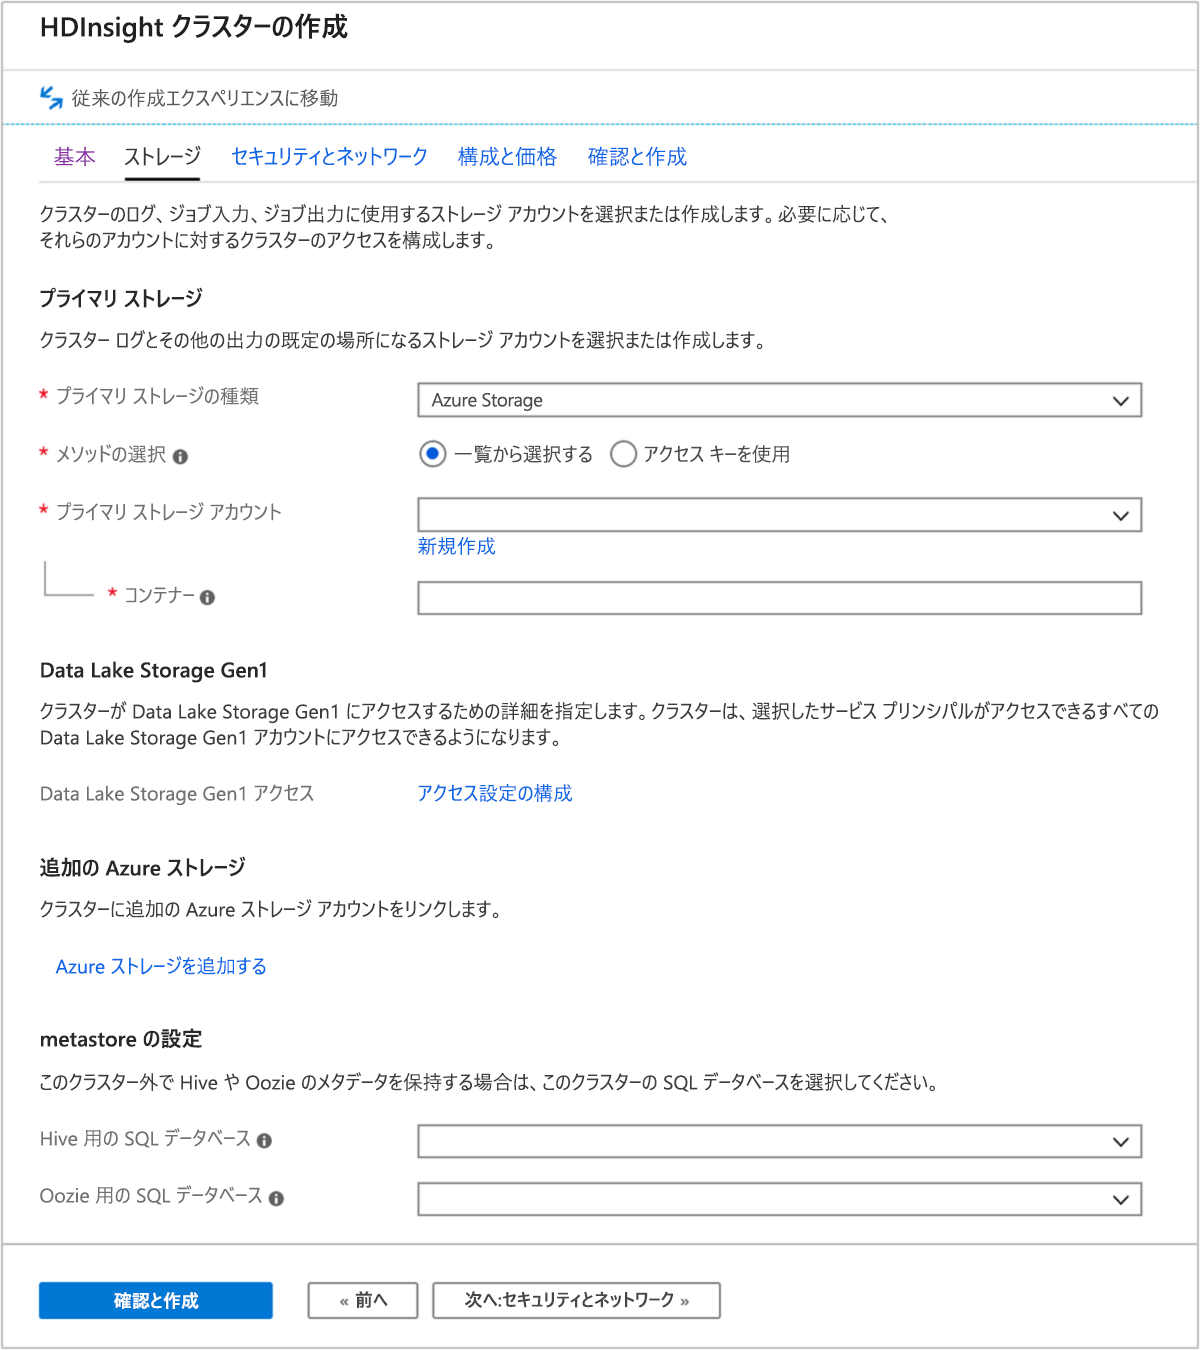 HDInsight クラスターの作成
従来の作成エクスペリエンスに移動
基本 ストレージ セキュリティとネットワーク 構成と価格 確認と作成
クラスターのログ、ジョブ入力、ジョブ出力に使用するストレージ アカウントを選択または作成します。必要に応じて、
それらのアカウントに対するクラスターのアクセスを構成します。
プライマリ ストレージ
クラスター ログとその他の出力の既定の場所になるストレージ アカウントを選択または作成します。
* プライマリ ストレージの種類 Azure Storage
* メソッドの選択 一覧から選択する アクセス キーを使用
* プライマリ ストレージ アカウント
新規作成
* コンテナー
Data Lake Storage Gen1
クラスターが Data Lake Storage Gen1 にアクセスするための詳細を指定します。クラスターは、選択したサービス プリンシパルがアクセスできるすべての
Data Lake Storage Gen1 アカウントにアクセスできるようになります。
Data Lake Storage Gen1 アクセス アクセス設定の構成
追加の Azure ストレージ
クラスターに追加の Azure ストレージ アカウントをリンクします。
Azure ストレージを追加する
metastore の設定
このクラスター外で Hive や Oozie のメタデータを保持する場合は、このクラスターの SQL データベースを選択してください。
Hive 用の SQL データベース
Oozie 用の SQL データベース
確認と作成 « 前へ 次へ:セキュリティとネットワーク »